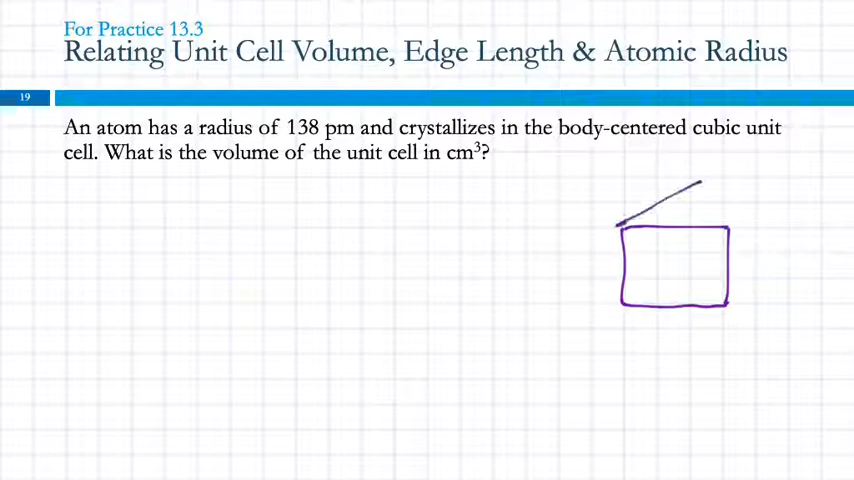 For Practice 13.3
Relating Unit Cell Volume, Edge Length & Atomic Radius
19
An atom has a radius of 138 pm and crystallizes in the body-centered cubic unit
cell. What is the volume of the unit cell in cm³?